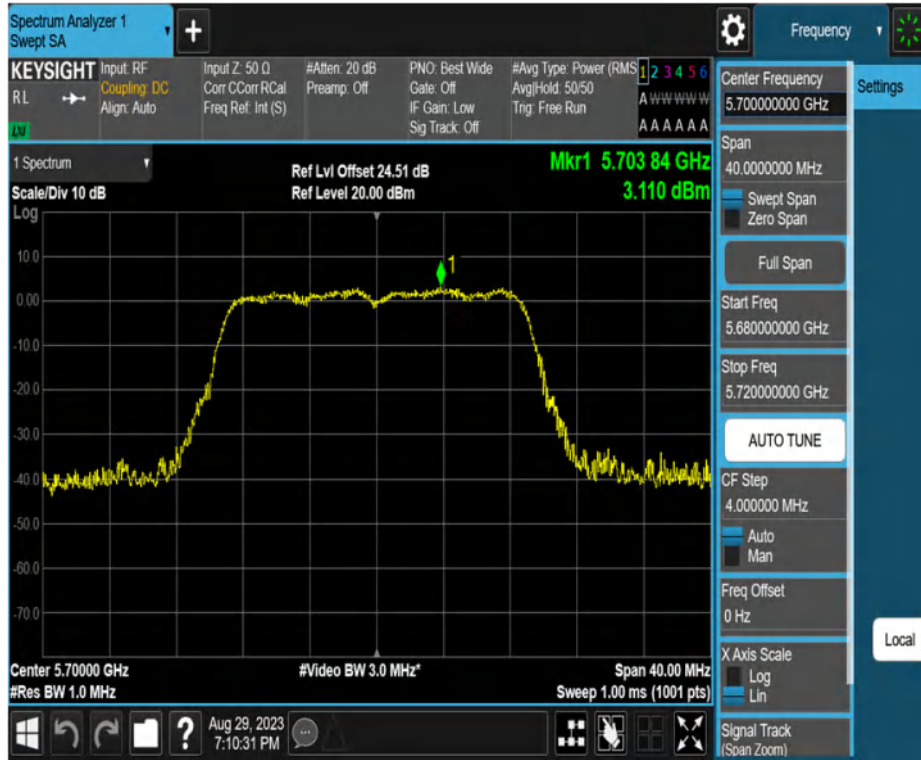 Spectrum Analyzer 1
Swept SA
Frequency
KEYSIGHT
RL
LXI
Input: RF
Coupling: DC
Align: Auto
Input Z: 50 Ω
Corr CCorr RCal
Freq Ref: Int (S)
#Atten: 20 dB
Preamp: Off
PNO: Best Wide
Gate: Off
IF Gain: Low
Sig Track: Off
#Avg Type: Power (RMS
Avg|Hold: 50/50
Trig: Free Run
1 2 3 4 5 6
A W W W W W
A A A A A A
1 Spectrum
Scale/Div 10 dB
Ref Lvl Offset 24.51 dB
Ref Level 20.00 dBm
Mkr1 5.703 84 GHz
3.110 dBm
Log
10.0
0.00
-10.0
-20.0
-30.0
-40.0
-50.0
-60.0
-70.0
1
Center 5.70000 GHz
#Res BW 1.0 MHz
#Video BW 3.0 MHz*
Span 40.00 MHz
Sweep 1.00 ms (1001 pts)
Aug 29, 2023
7:10:31 PM
Center Frequency
5.700000000 GHz
Span
40.0000000 MHz
Swept Span
Zero Span
Full Span
Start Freq
5.680000000 GHz
Stop Freq
5.720000000 GHz
AUTO TUNE
CF Step
4.000000 MHz
Auto
Man
Freq Offset
0 Hz
X Axis Scale
Log
Lin
Signal Track
(Span Zoom)
Settings
Local